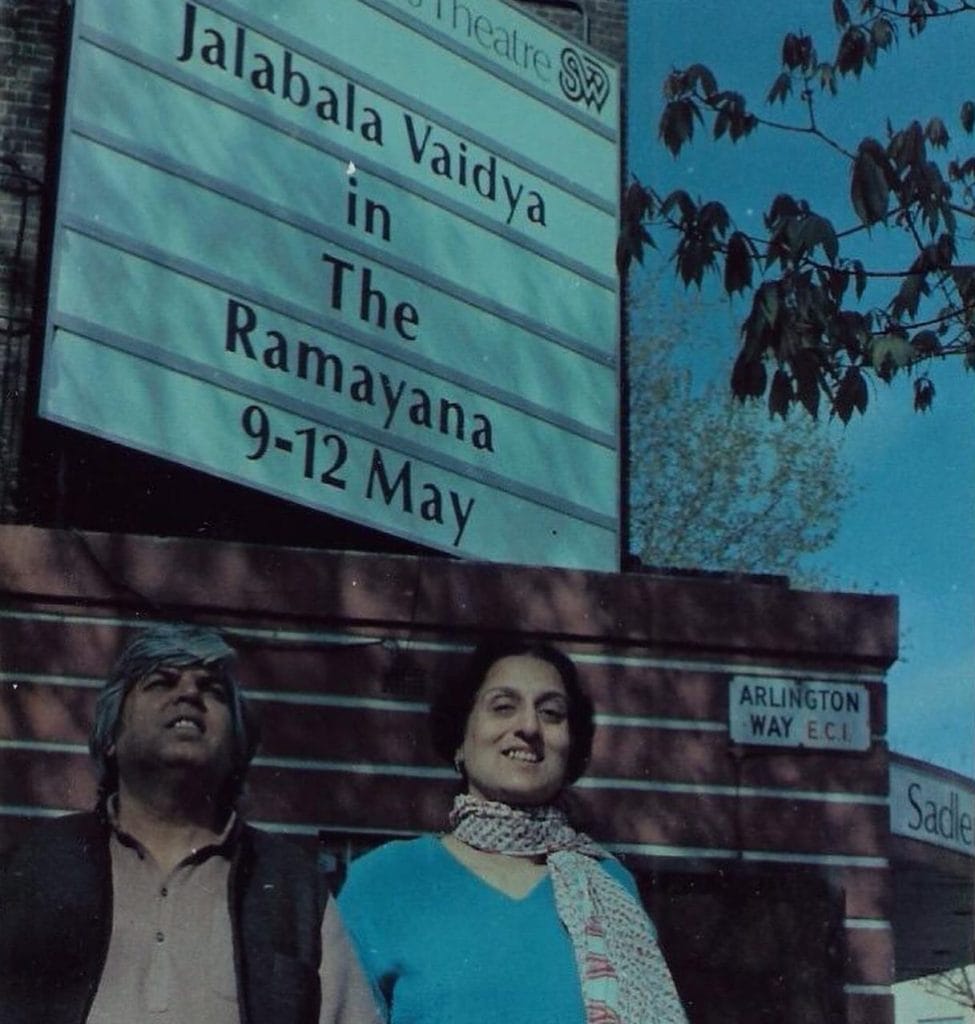 Theatre SW
Jalabala Vaidya
in
The
Ramayana
9-12 May
ARLINGTON
WAY E.C.1.
Sadle